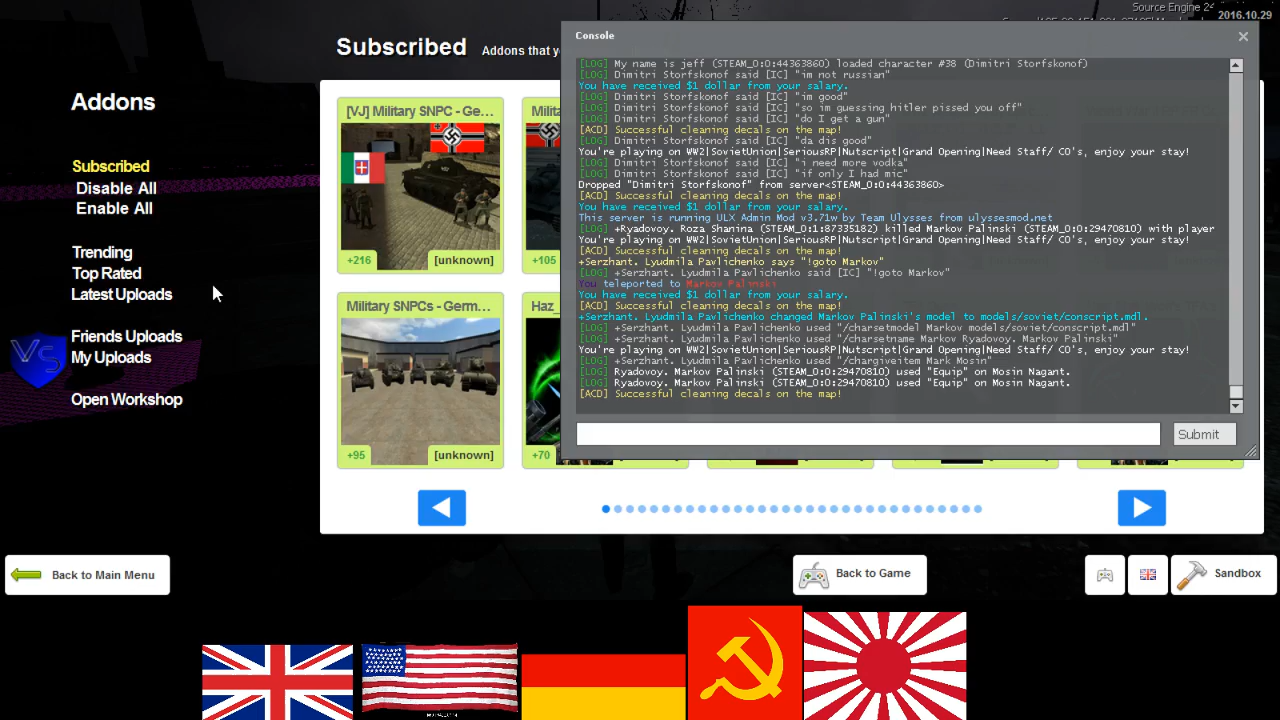 Source Engine 24
2016.10.29
Subscribed
Addons that yo
Addons
Subscribed
Disable All
Enable All
Trending
Top Rated
Latest Uploads
Friends Uploads
My Uploads
Open Workshop
VS
[VJ] Military SNPC - Ge...
+216
[unknown]
Milita
+105
Military SNPCs - Germ...
+95
[unknown]
Haz_
+70
Console
[LOG] My name is jeff (STEAM_0:0:44363860) loaded character #38 (Dimitri Storfskonof)
[LOG] Dimitri Storfskonof said [IC] "im not russian"
You have received $1 dollar from your salary.
[LOG] Dimitri Storfskonof said [IC] "im good"
[LOG] Dimitri Storfskonof said [IC] "so im guessing hitler pissed you off"
[LOG] Dimitri Storfskonof said [IC] "do I get a gun"
[ACD] Successful cleaning decals on the map!
[LOG] Dimitri Storfskonof said [IC] "da dis good"
You're playing on WW2|SovietUnion|SeriousRP|Nutscript|Grand Opening|Need Staff/ CO's, enjoy your stay!
[LOG] Dimitri Storfskonof said [IC] "i need more vodka"
[LOG] Dimitri Storfskonof said [IC] "if only I had mic"
Dropped "Dimitri Storfskonof" from server<STEAM_0:0:44363860>
[ACD] Successful cleaning decals on the map!
You have received $1 dollar from your salary.
This server is running ULX Admin Mod v3.71w by Team Ulysses from ulyssesmod.net
[LOG] +Ryadovoy. Roza Shanina (STEAM_0:1:87335182) killed Markov Palinski (STEAM_0:0:29470810) with player
You're playing on WW2|SovietUnion|SeriousRP|Nutscript|Grand Opening|Need Staff/ CO's, enjoy your stay!
[ACD] Successful cleaning decals on the map!
+Serzhant. Lyudmila Pavlichenko says "!goto Markov"
[LOG] +Serzhant. Lyudmila Pavlichenko said [IC] "!goto Markov"
You teleported to Markov Palinski
You have received $1 dollar from your salary.
[ACD] Successful cleaning decals on the map!
+Serzhant. Lyudmila Pavlichenko changed Markov Palinski's model to models/soviet/conscript.mdl.
[LOG] +Serzhant. Lyudmila Pavlichenko used "/charsetmodel Markov models/soviet/conscript.mdl"
[LOG] +Serzhant. Lyudmila Pavlichenko used "/charsetname Markov Ryadovoy. Markov Palinski"
You're playing on WW2|SovietUnion|SeriousRP|Nutscript|Grand Opening|Need Staff/ CO's, enjoy your stay!
[LOG] +Serzhant. Lyudmila Pavlichenko used "/chargiveitem Mark Mosin"
[LOG] Ryadovoy. Markov Palinski (STEAM_0:0:29470810) used "Equip" on Mosin Nagant.
[LOG] Ryadovoy. Markov Palinski (STEAM_0:0:29470810) used "Equip" on Mosin Nagant.
[ACD] Successful cleaning decals on the map!
Submit
Back to Main Menu
Back to Game
Sandbox